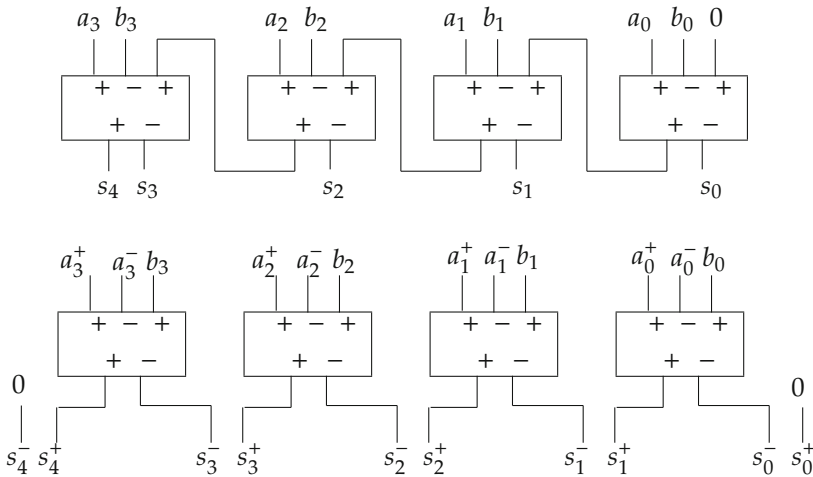 a₃ b₃ a₂ b₂ a₁ b₁ a₀ b₀ 0
+ − + + − + + − + + − +
+ − + − + − + −
s₄ s₃ s₂ s₁ s₀
a₃⁺ a₃⁻ b₃ a₂⁺ a₂⁻ b₂ a₁⁺ a₁⁻ b₁ a₀⁺ a₀⁻ b₀
+ − + + − + + − + + − +
+ − + − + − + −
0 0
s₄⁻ s₄⁺ s₃⁻ s₃⁺ s₂⁻ s₂⁺ s₁⁻ s₁⁺ s₀⁻ s₀⁺